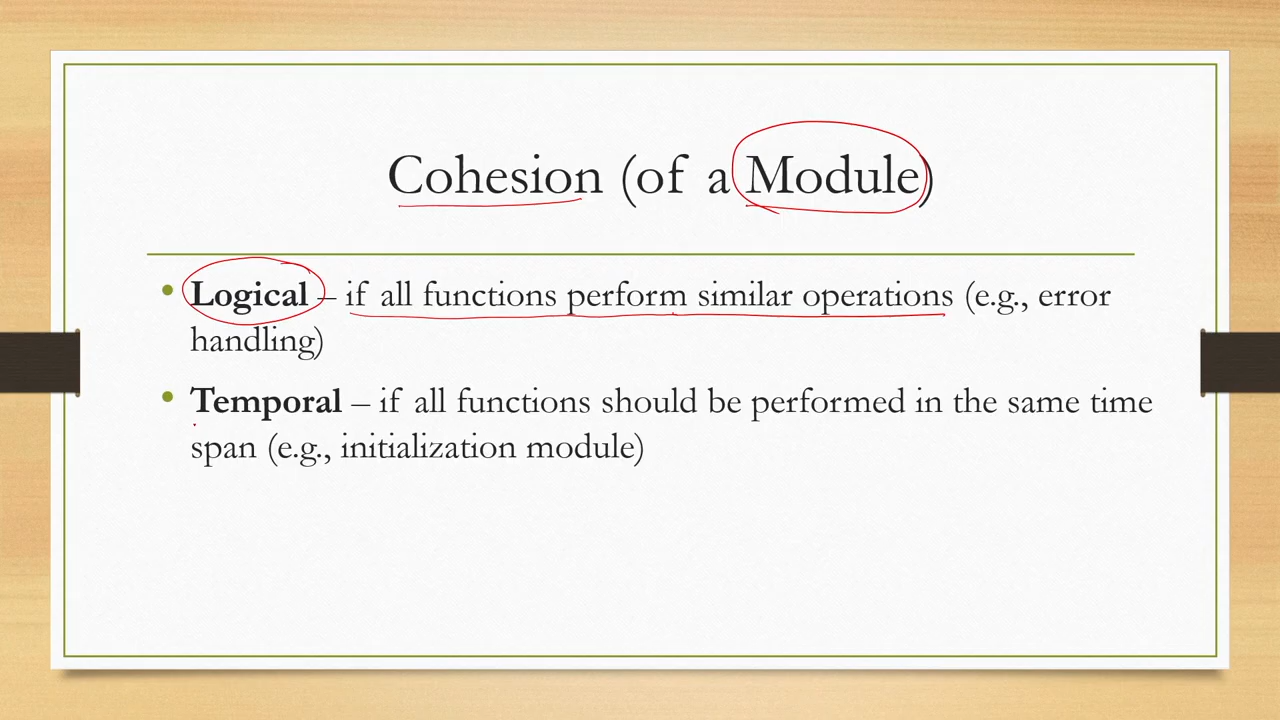 Cohesion (of a Module)
• Logical – if all functions perform similar operations (e.g., error
handling)
• Temporal – if all functions should be performed in the same time
span (e.g., initialization module)